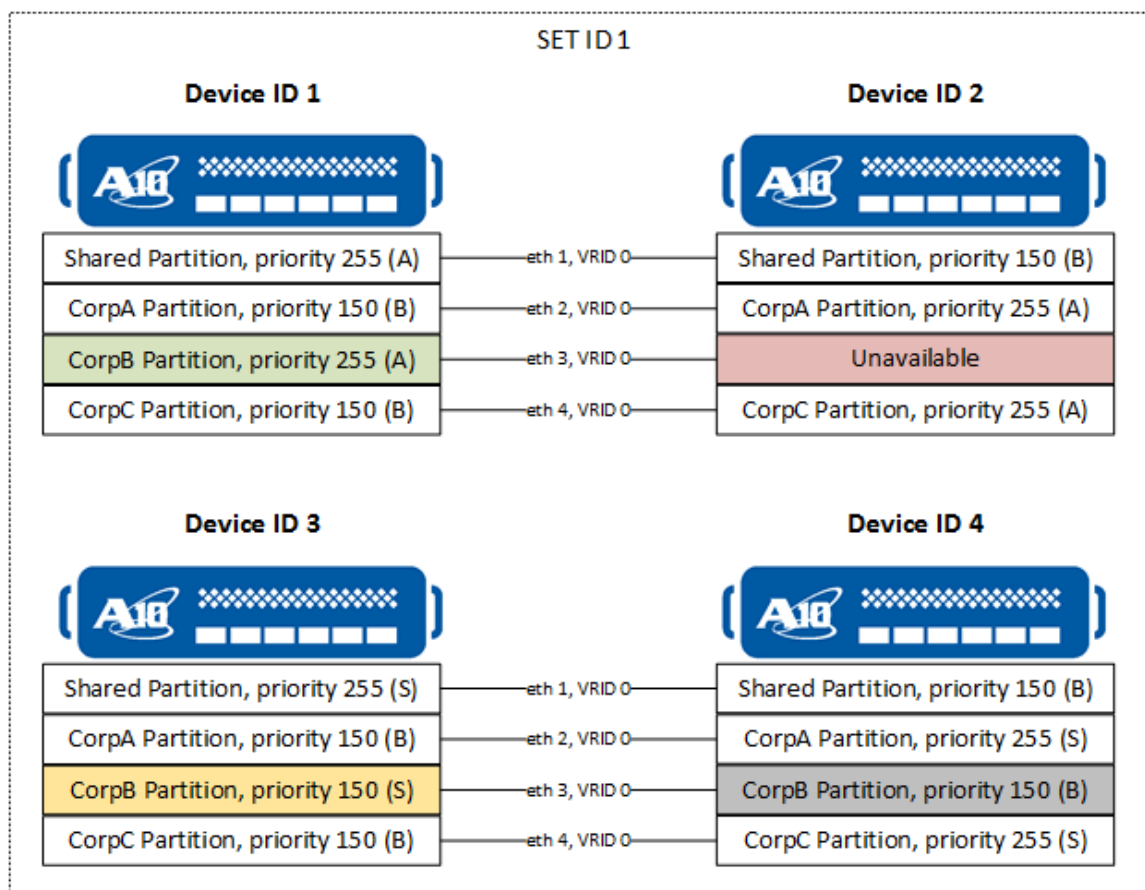 SET ID 1
Device ID 1
Device ID 2
A10
A10
Shared Partition, priority 255 (A)
eth 1, VRID 0
Shared Partition, priority 150 (B)
CorpA Partition, priority 150 (B)
eth 2, VRID 0
CorpA Partition, priority 255 (A)
CorpB Partition, priority 255 (A)
eth 3, VRID 0
Unavailable
CorpC Partition, priority 150 (B)
eth 4, VRID 0
CorpC Partition, priority 255 (A)
Device ID 3
Device ID 4
A10
A10
Shared Partition, priority 255 (S)
eth 1, VRID 0
Shared Partition, priority 150 (B)
CorpA Partition, priority 150 (B)
eth 2, VRID 0
CorpA Partition, priority 255 (S)
CorpB Partition, priority 150 (S)
eth 3, VRID 0
CorpB Partition, priority 150 (B)
CorpC Partition, priority 150 (B)
eth 4, VRID 0
CorpC Partition, priority 255 (S)